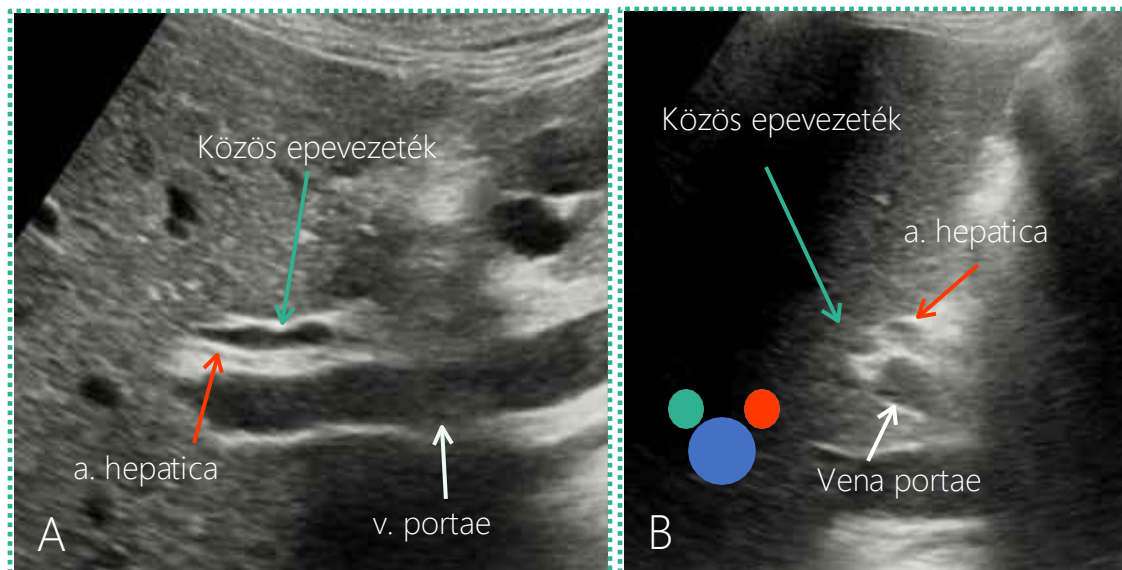 Közös epevezeték
a. hepatica
v. portae
A
Közös epevezeték
a. hepatica
Vena portae
B